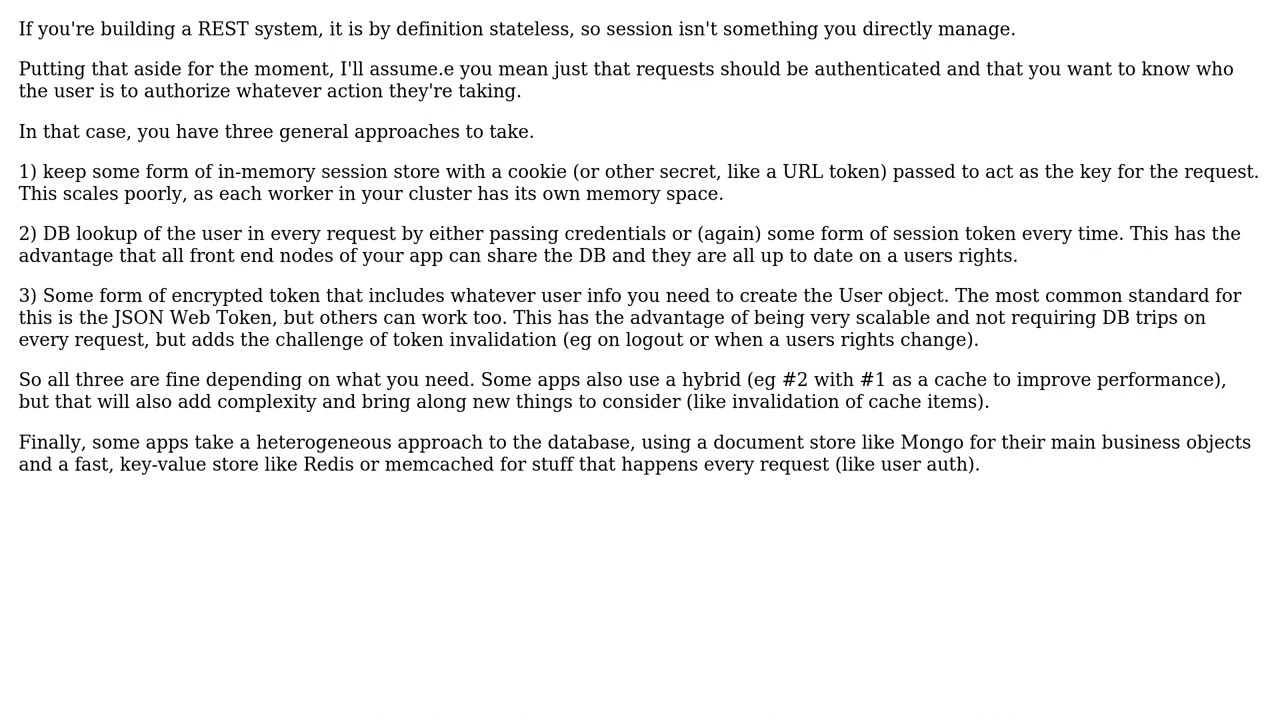 If you're building a REST system, it is by definition stateless, so session isn't something you directly manage.
Putting that aside for the moment, I'll assume.e you mean just that requests should be authenticated and that you want to know who
the user is to authorize whatever action they're taking.
In that case, you have three general approaches to take.
1) keep some form of in-memory session store with a cookie (or other secret, like a URL token) passed to act as the key for the request.
This scales poorly, as each worker in your cluster has its own memory space.
2) DB lookup of the user in every request by either passing credentials or (again) some form of session token every time. This has the
advantage that all front end nodes of your app can share the DB and they are all up to date on a users rights.
3) Some form of encrypted token that includes whatever user info you need to create the User object. The most common standard for
this is the JSON Web Token, but others can work too. This has the advantage of being very scalable and not requiring DB trips on
every request, but adds the challenge of token invalidation (eg on logout or when a users rights change).
So all three are fine depending on what you need. Some apps also use a hybrid (eg #2 with #1 as a cache to improve performance),
but that will also add complexity and bring along new things to consider (like invalidation of cache items).
Finally, some apps take a heterogeneous approach to the database, using a document store like Mongo for their main business objects
and a fast, key-value store like Redis or memcached for stuff that happens every request (like user auth).